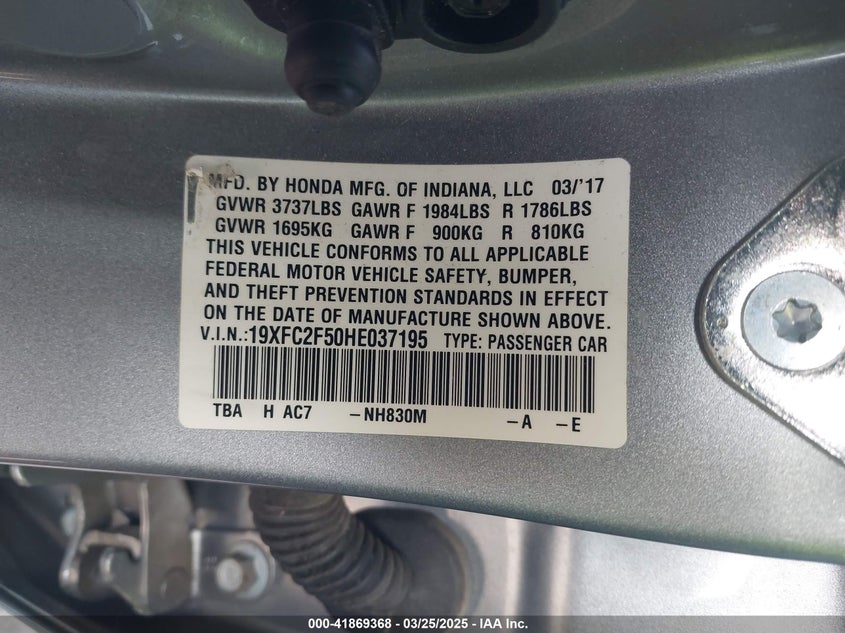 MFD. BY HONDA MFG. OF INDIANA, LLC 03/'17
GVWR 3737LBS GAWR F 1984LBS R 1786LBS
GVWR 1695KG GAWR F 900KG R 810KG
THIS VEHICLE CONFORMS TO ALL APPLICABLE
FEDERAL MOTOR VEHICLE SAFETY, BUMPER,
AND THEFT PREVENTION STANDARDS IN EFFECT
ON THE DATE OF MANUFACTURE SHOWN ABOVE.
V.I.N.:19XFC2F50HE037195 TYPE: PASSENGER CAR
TBA H AC7 –NH830M –A –E
000-41869368 - 03/25/2025 - IAA Inc.